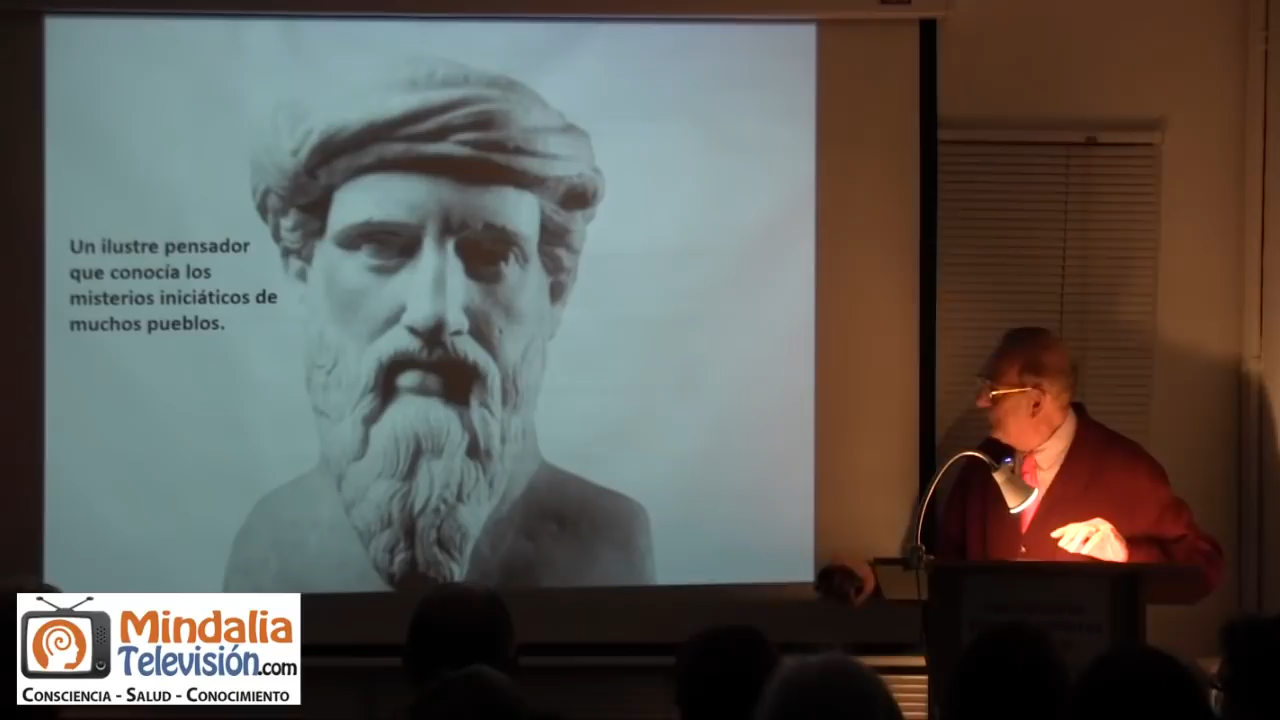 Un ilustre pensador
que conocía los
misterios iniciáticos de
muchos pueblos.
Mindalia
Televisión.com
Consciencia - Salud - Conocimiento